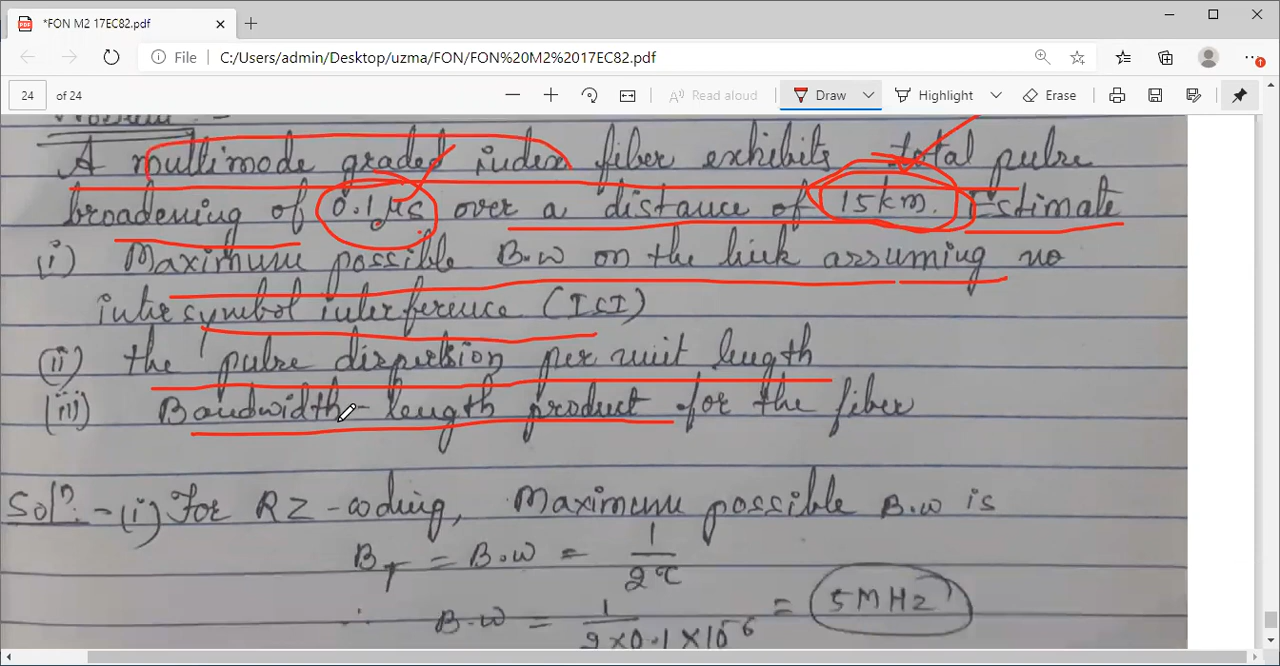 *FON M2 17EC82.pdf
File C:/Users/admin/Desktop/uzma/FON/FON%20M2%2017EC82.pdf
24 of 24 Read aloud Draw Highlight Erase
Problem :-
A multimode graded index fiber exhibits total pulse
broadening of 0.1 μs over a distance of 15km. Estimate
(i) Maximum possible B.W on the link assuming no
intersymbol interference (ISI)
(ii) the pulse dispersion per unit length
(iii) Bandwidth-length product for the fiber
Solⁿ:- (i) For RZ-coding, Maximum possible B.W is
B_T = B.W = 1/2τ
∴ B.W = 1/2×0.1×10⁻⁶ = 5MHz